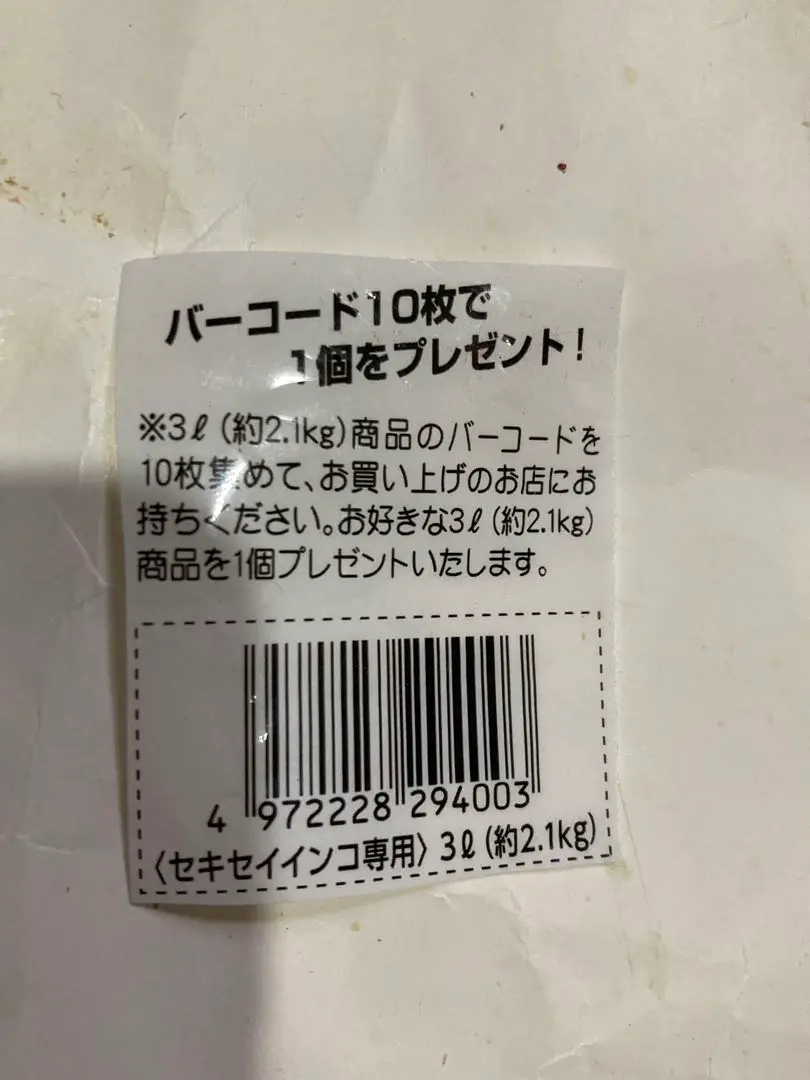 バーコード10枚で
1個をプレゼント!
※3ℓ(約2.1kg)商品のバーコードを
10枚集めて、お買い上げのお店にお
持ちください。お好きな3ℓ(約2.1kg)
商品を1個プレゼントいたします。
4 972228 294003
〈セキセイインコ専用〉3ℓ(約2.1kg)